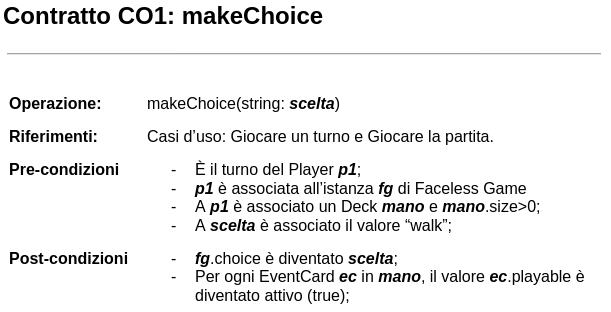 Contratto CO1: makeChoice
Operazione: makeChoice(string: scelta)
Riferimenti: Casi d’uso: Giocare un turno e Giocare la partita.
Pre-condizioni - È il turno del Player p1;
- p1 è associata all’istanza fg di Faceless Game
- A p1 è associato un Deck mano e mano.size>0;
- A scelta è associato il valore “walk”;
Post-condizioni - fg.choice è diventato scelta;
- Per ogni EventCard ec in mano, il valore ec.playable è
diventato attivo (true);